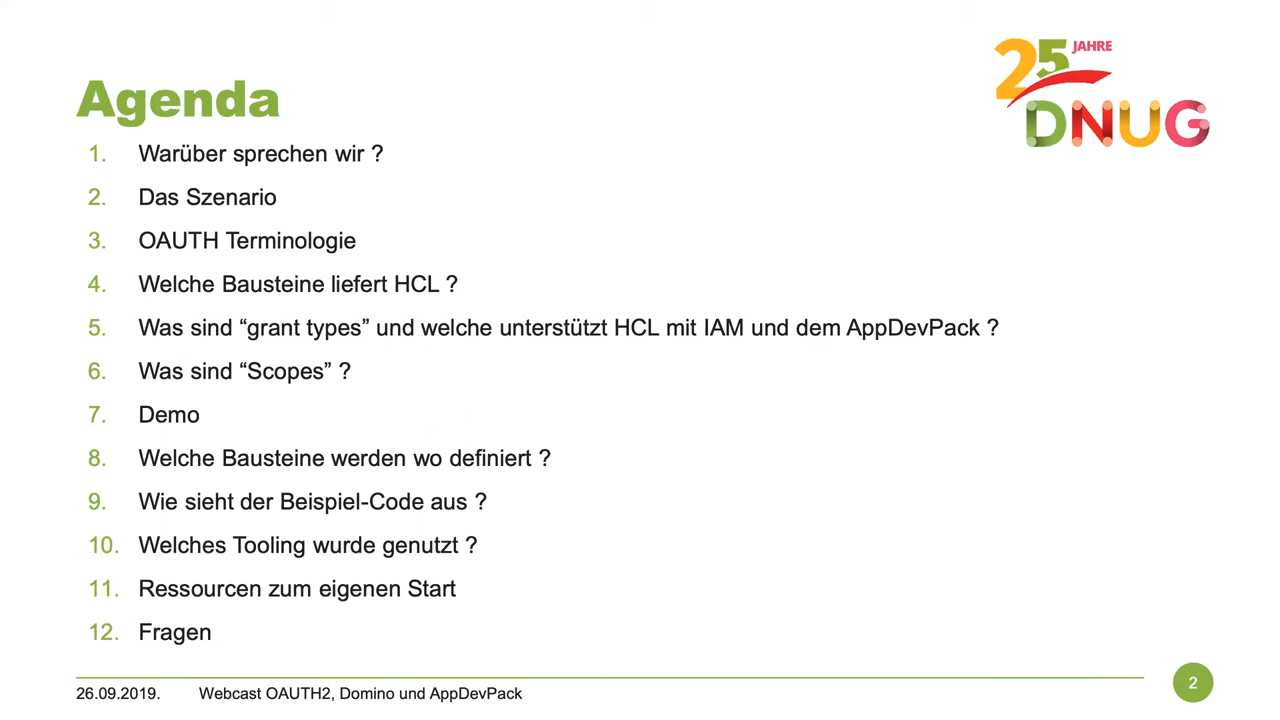 25 JAHRE
DNUG
Agenda
1. Warüber sprechen wir ?
2. Das Szenario
3. OAUTH Terminologie
4. Welche Bausteine liefert HCL ?
5. Was sind “grant types” und welche unterstützt HCL mit IAM und dem AppDevPack ?
6. Was sind “Scopes” ?
7. Demo
8. Welche Bausteine werden wo definiert ?
9. Wie sieht der Beispiel-Code aus ?
10. Welches Tooling wurde genutzt ?
11. Ressourcen zum eigenen Start
12. Fragen
26.09.2019. Webcast OAUTH2, Domino und AppDevPack
2